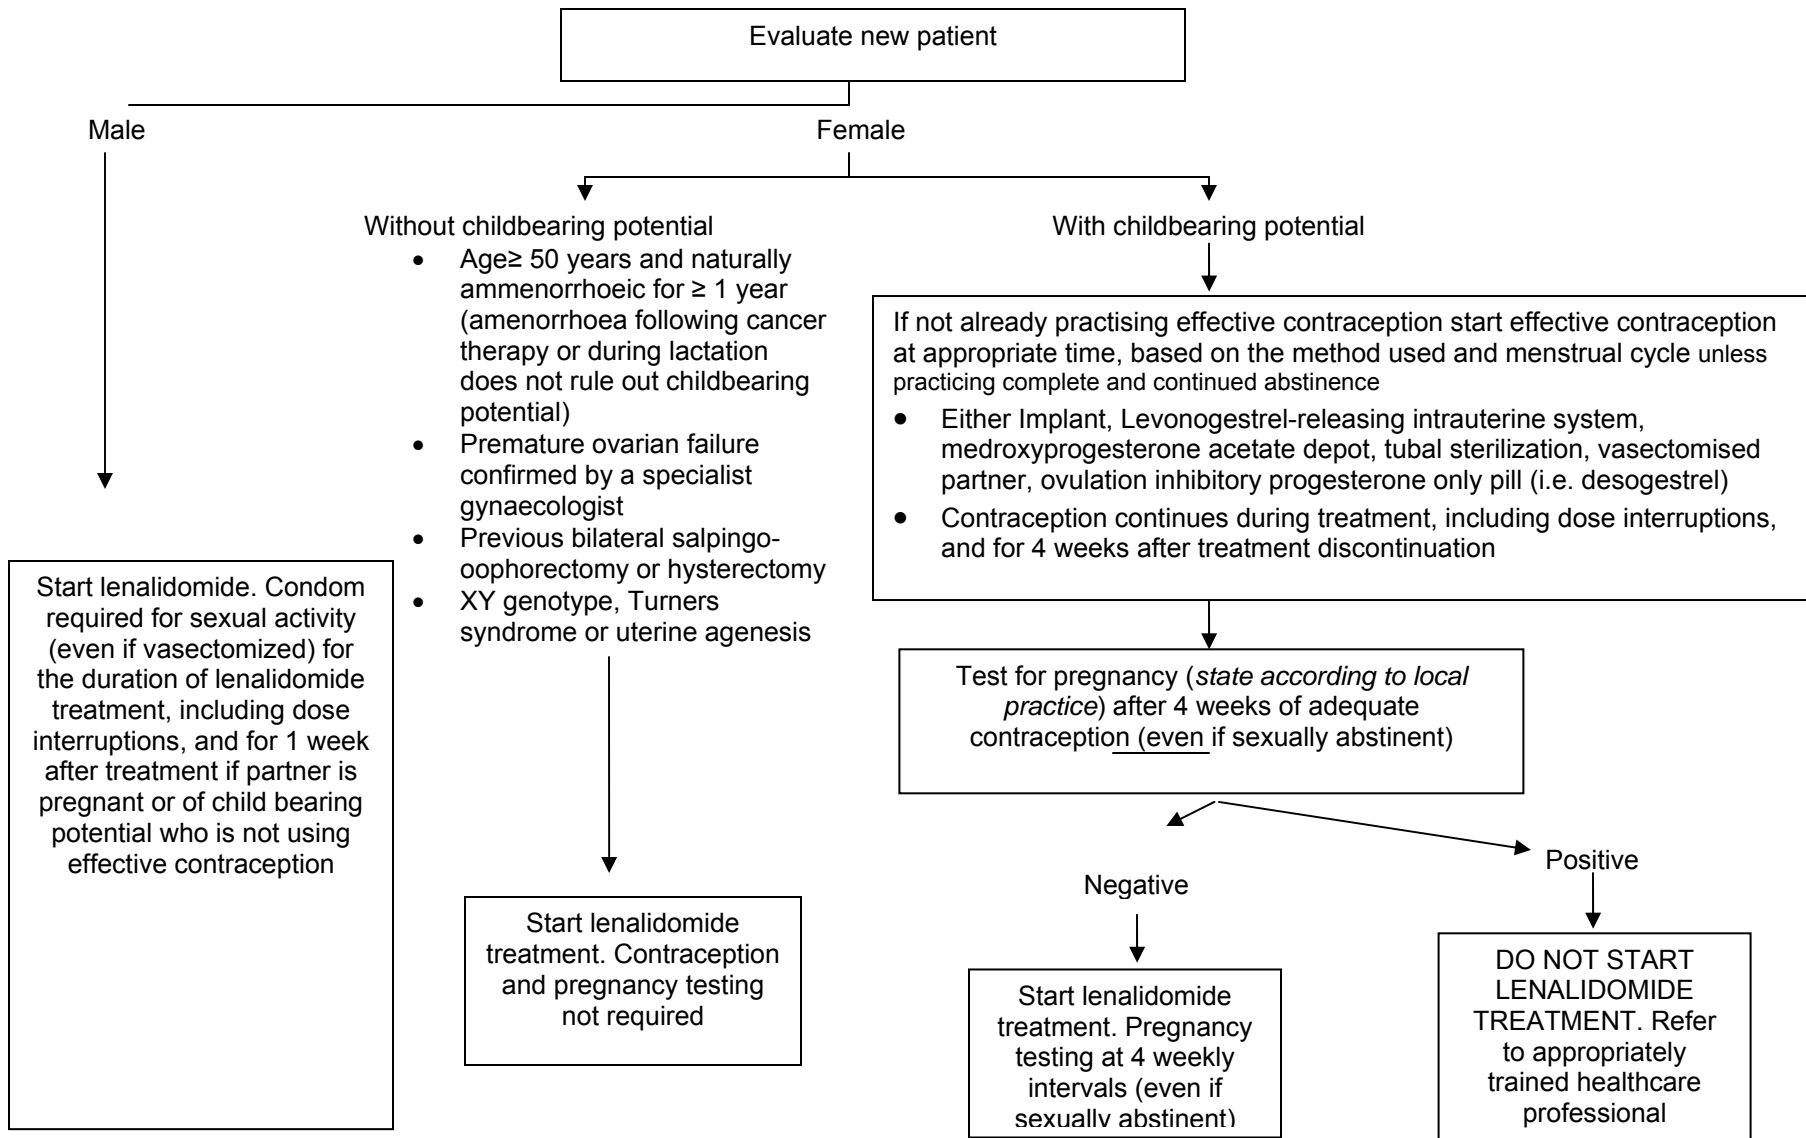 Evaluate new patient
Male
Female
Without childbearing potential
• Age≥ 50 years and naturally
ammenorrhoeic for ≥ 1 year
(amenorrhoea following cancer
therapy or during lactation
does not rule out childbearing
potential)
• Premature ovarian failure
confirmed by a specialist
gynaecologist
• Previous bilateral salpingo-
oophorectomy or hysterectomy
• XY genotype, Turners
syndrome or uterine agenesis
With childbearing potential
If not already practising effective contraception start effective contraception
at appropriate time, based on the method used and menstrual cycle unless
practicing complete and continued abstinence
• Either Implant, Levonogestrel-releasing intrauterine system,
medroxyprogesterone acetate depot, tubal sterilization, vasectomised
partner, ovulation inhibitory progesterone only pill (i.e. desogestrel)
• Contraception continues during treatment, including dose interruptions,
and for 4 weeks after treatment discontinuation
Start lenalidomide. Condom
required for sexual activity
(even if vasectomized) for
the duration of lenalidomide
treatment, including dose
interruptions, and for 1 week
after treatment if partner is
pregnant or of child bearing
potential who is not using
effective contraception
Test for pregnancy (state according to local
practice) after 4 weeks of adequate
contraception (even if sexually abstinent)
Negative
Positive
Start lenalidomide
treatment. Contraception
and pregnancy testing
not required
Start lenalidomide
treatment. Pregnancy
testing at 4 weekly
intervals (even if
sexually abstinent)
DO NOT START
LENALIDOMIDE
TREATMENT. Refer
to appropriately
trained healthcare
professional